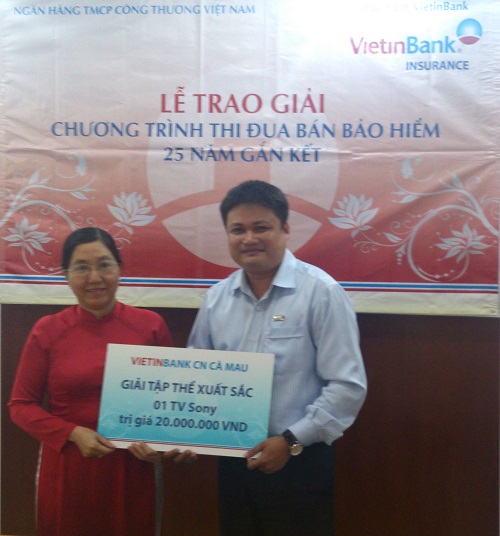 NGÂN HÀNG TMCP CÔNG THƯƠNG VIỆT NAM
VietinBank
VietinBank
INSURANCE
LỄ TRAO GIẢI
CHƯƠNG TRÌNH THI ĐUA BÁN BẢO HIỂM
25 NĂM GẮN KẾT
VIETINBANK CN CÀ MAU
GIẢI TẬP THỂ XUẤT SẮC
01 TV Sony
trị giá 20.000.000 VND